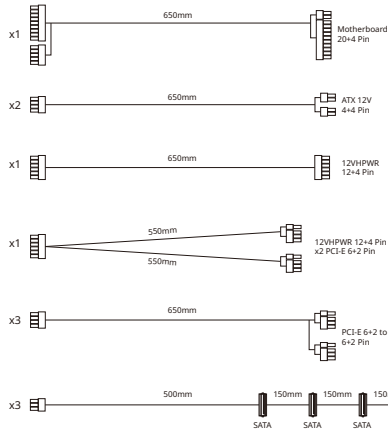 650mm
x1
Motherboard
20+4 Pin
650mm
x2
ATX 12V
4+4 Pin
650mm
x1
12VHPWR
12+4 Pin
550mm
x1
12VHPWR 12+4 Pin
x2 PCI-E 6+2 Pin
550mm
650mm
x3
PCI-E 6+2 to
6+2 Pin
500mm 150mm 150mm 150
x3
SATA SATA SATA